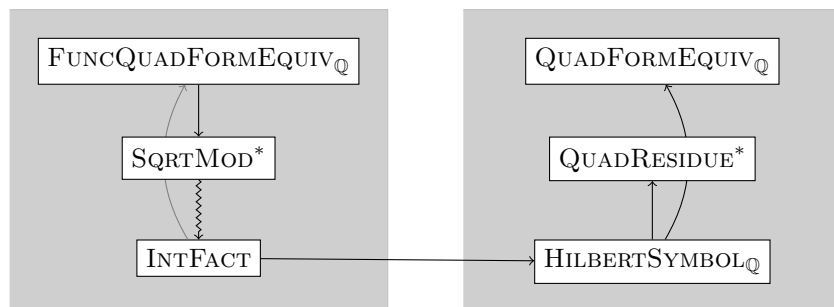 FUNCQUADFORMEQUIV_ℚ
QUADFORMEQUIV_ℚ
SQRTMOD*
QUADRESIDUE*
INTFACT
HILBERTSYMBOL_ℚ